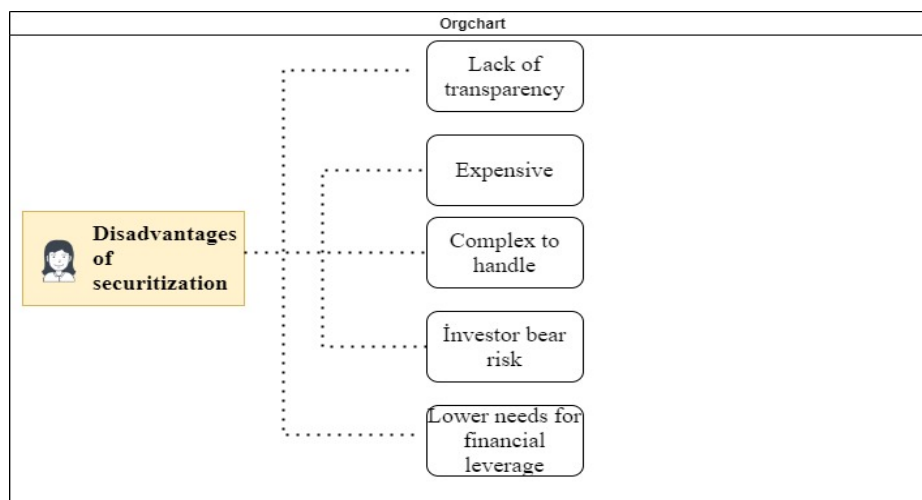 Orgchart
Lack of
transparency
Expensive
Disadvantages
of
securitization
Complex to
handle
İnvestor bear
risk
Lower needs for
financial
leverage